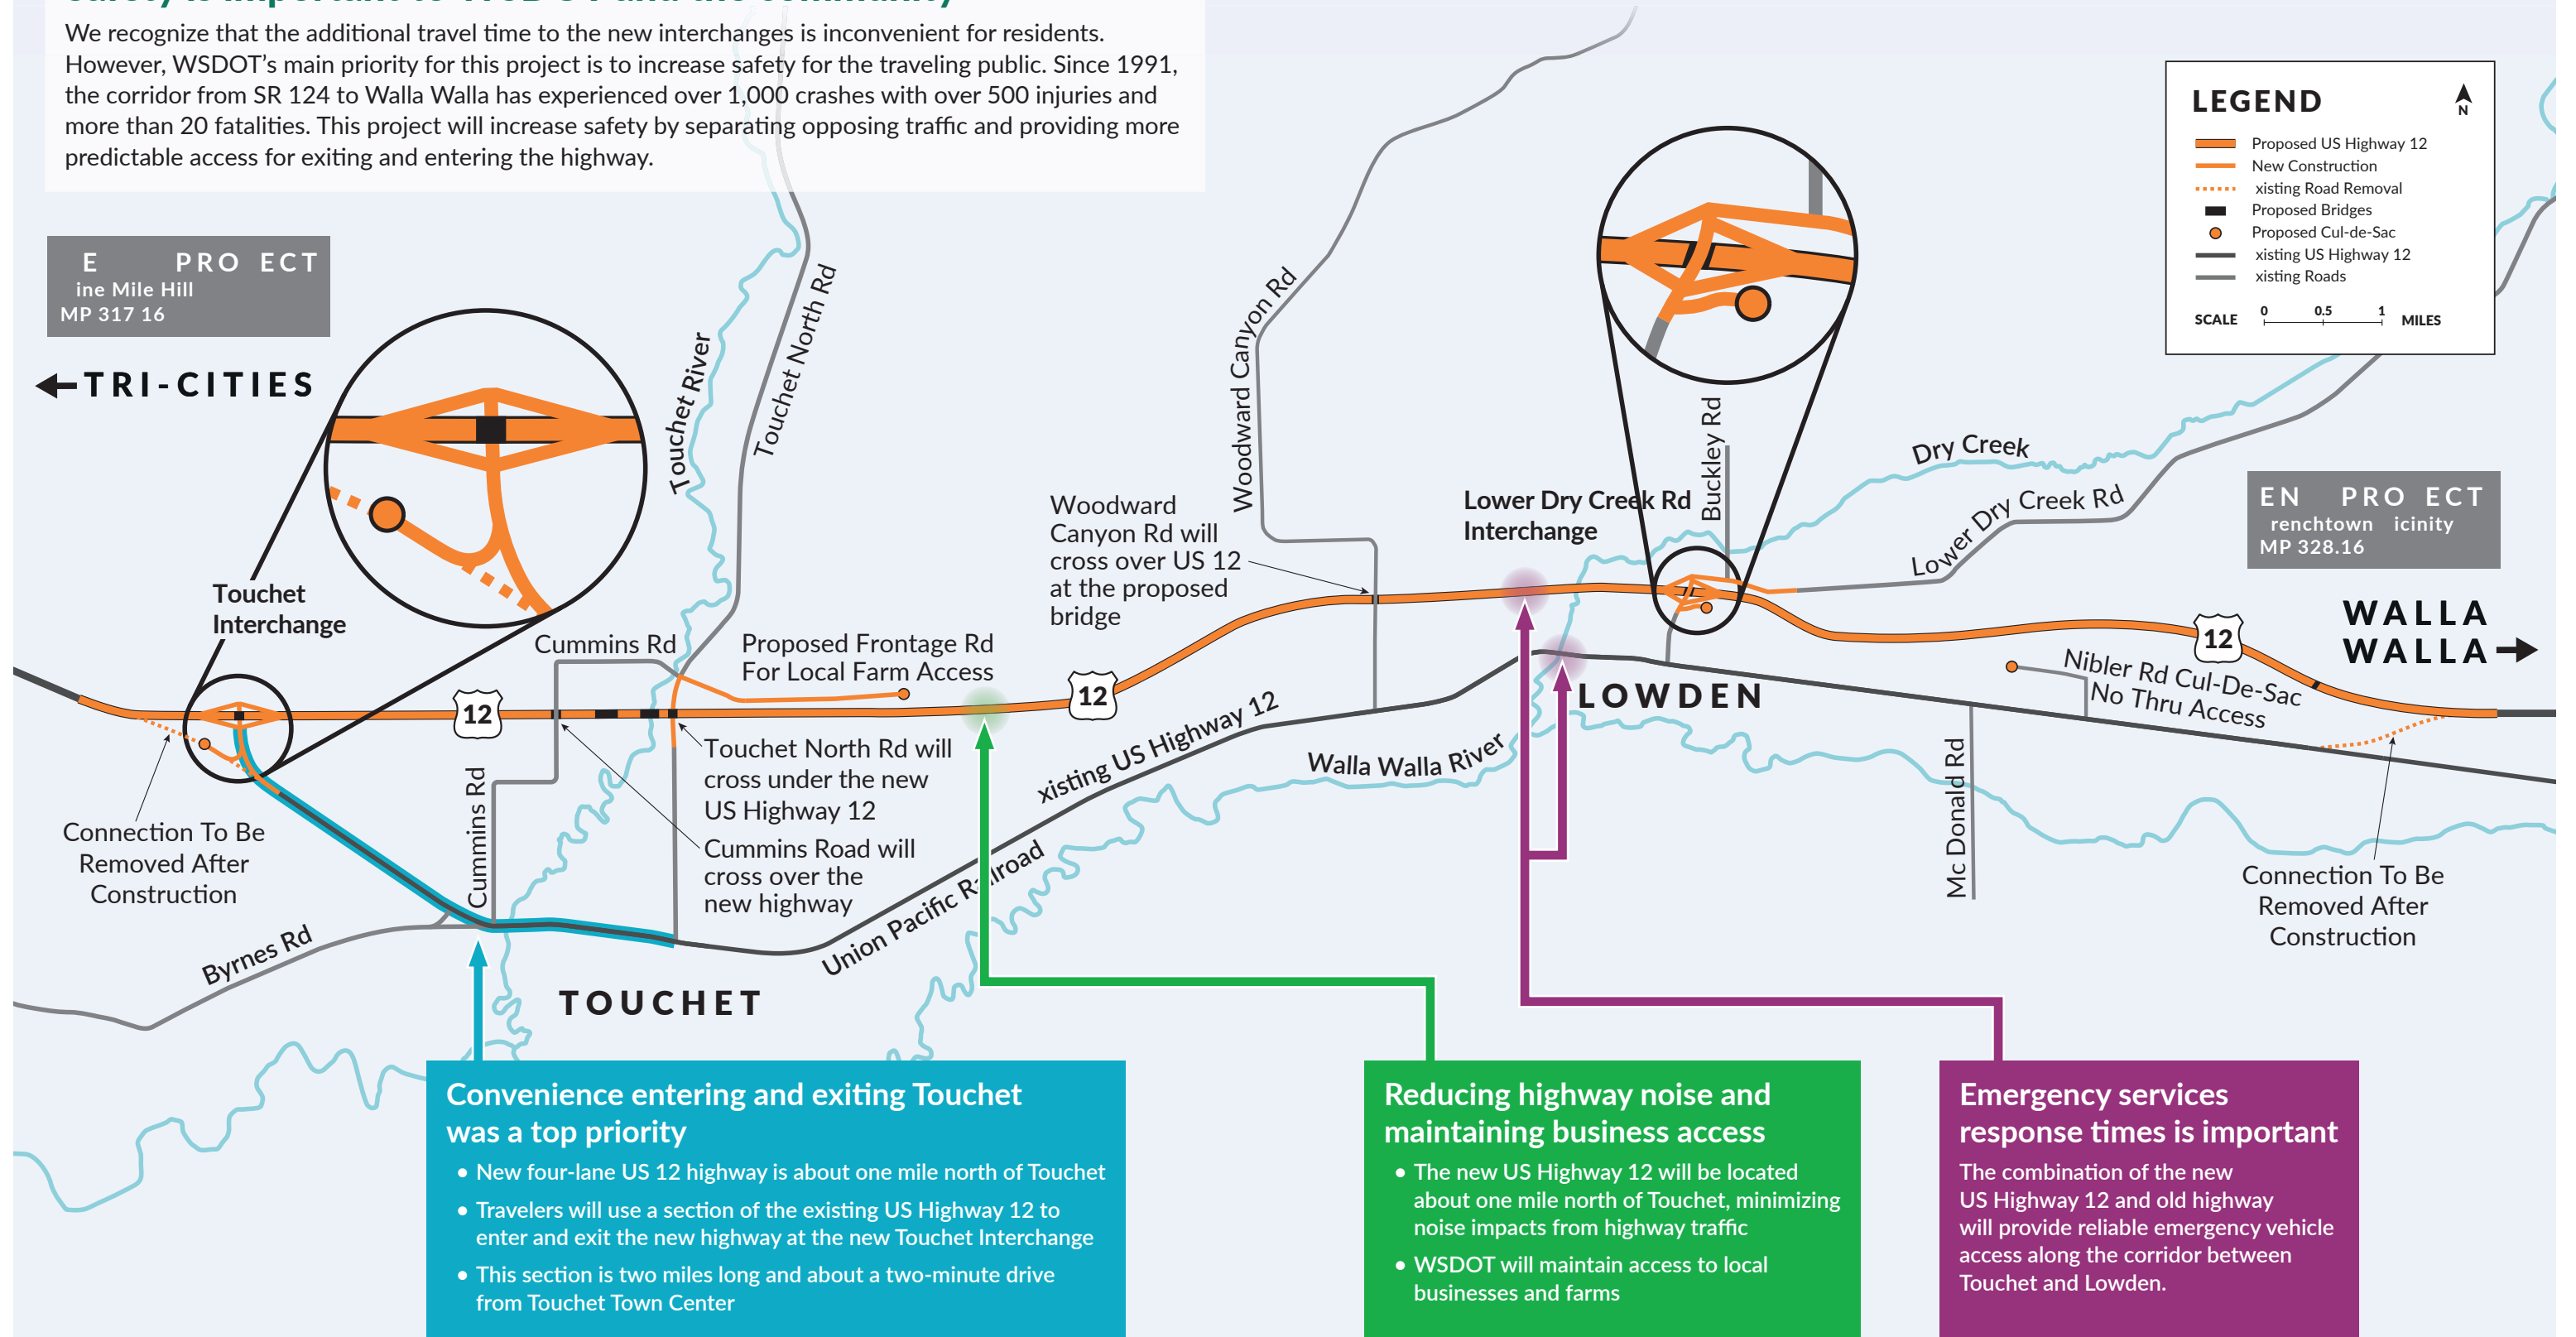 Safety is important to WSDOT and the community
We recognize that the additional travel time to the new interchanges is inconvenient for residents.
However, WSDOT’s main priority for this project is to increase safety for the traveling public. Since 1991,
the corridor from SR 124 to Walla Walla has experienced over 1,000 crashes with over 500 injuries and
more than 20 fatalities. This project will increase safety by separating opposing traffic and providing more
predictable access for exiting and entering the highway.
LEGEND
N
Proposed US Highway 12
New Construction
xisting Road Removal
Proposed Bridges
Proposed Cul-de-Sac
xisting US Highway 12
xisting Roads
SCALE 0 0.5 1 MILES
E PRO ECT
ine Mile Hill
MP 317 16
TRI-CITIES
Touchet River
Touchet North Rd
Woodward Canyon Rd
Buckley Rd
Dry Creek
Lower Dry Creek Rd
EN PRO ECT
renchtown icinity
MP 328.16
WALLA
WALLA
Touchet
Interchange
Cummins Rd
Proposed Frontage Rd
For Local Farm Access
Woodward
Canyon Rd will
cross over US 12
at the proposed
bridge
Lower Dry Creek Rd
Interchange
12
12
12
LOWDEN
Nibler Rd Cul-De-Sac
No Thru Access
Touchet North Rd will
cross under the new
US Highway 12
Cummins Road will
cross over the
new highway
xisting US Highway 12
Walla Walla River
Union Pacific Railroad
Mc Donald Rd
Cummins Rd
Connection To Be
Removed After
Construction
Connection To Be
Removed After
Construction
Byrnes Rd
TOUCHET
Convenience entering and exiting Touchet
was a top priority
• New four-lane US 12 highway is about one mile north of Touchet
• Travelers will use a section of the existing US Highway 12 to
enter and exit the new highway at the new Touchet Interchange
• This section is two miles long and about a two-minute drive
from Touchet Town Center
Reducing highway noise and
maintaining business access
• The new US Highway 12 will be located
about one mile north of Touchet, minimizing
noise impacts from highway traffic
• WSDOT will maintain access to local
businesses and farms
Emergency services
response times is important
The combination of the new
US Highway 12 and old highway
will provide reliable emergency vehicle
access along the corridor between
Touchet and Lowden.